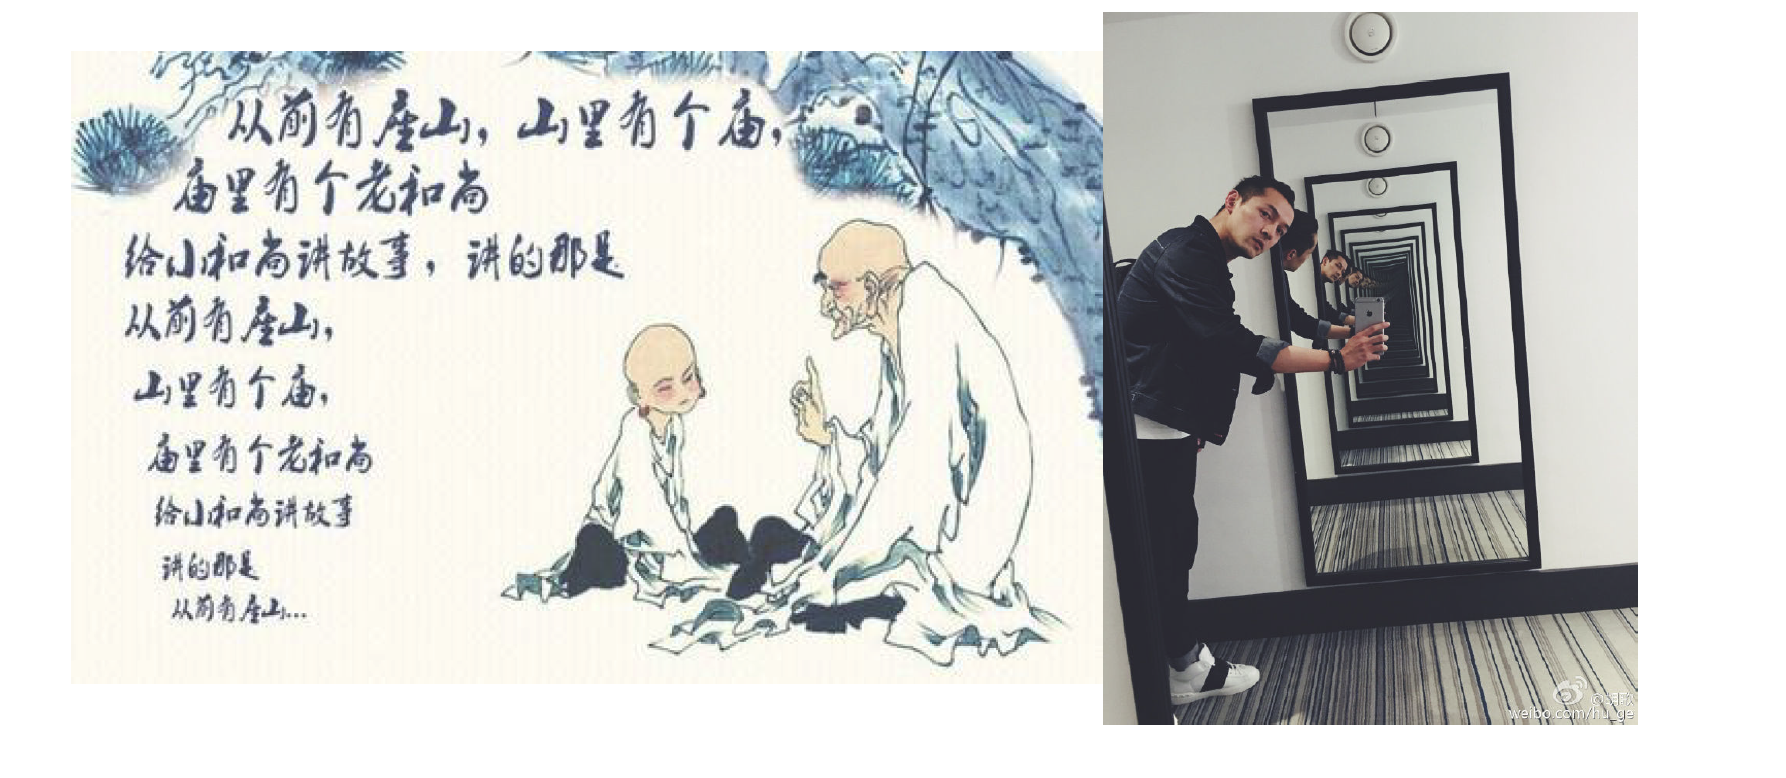 从前有座山，山里有个庙，
庙里有个老和尚
给小和尚讲故事，讲的那是
从前有座山，
山里有个庙，
庙里有个老和尚
给小和尚讲故事
讲的那是
从前有座山...
@胡歌
weibo.com/hu_ge